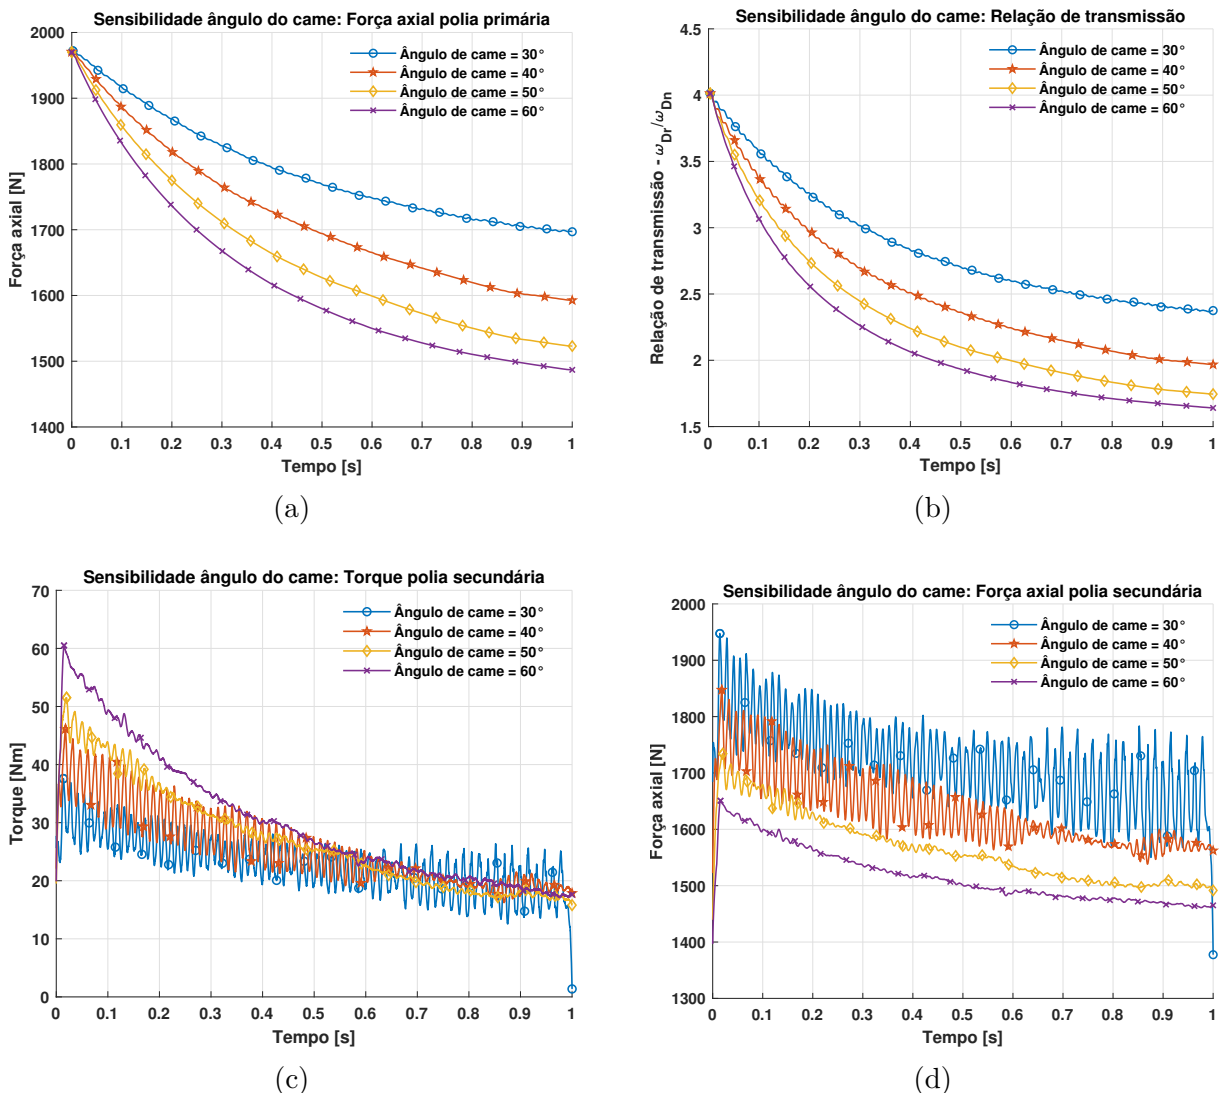 Sensibilidade ângulo do came: Força axial polia primária
2000
1900
1800
1700
1600
1500
1400
Força axial [N]
Ângulo de came = 30°
Ângulo de came = 40°
Ângulo de came = 50°
Ângulo de came = 60°
0 0.1 0.2 0.3 0.4 0.5 0.6 0.7 0.8 0.9 1
Tempo [s]
(a)
Sensibilidade ângulo do came: Relação de transmissão
4.5
4
3.5
3
2.5
2
1.5
Relação de transmissão - ω_Dr/ω_Dn
Ângulo de came = 30°
Ângulo de came = 40°
Ângulo de came = 50°
Ângulo de came = 60°
0 0.1 0.2 0.3 0.4 0.5 0.6 0.7 0.8 0.9 1
Tempo [s]
(b)
Sensibilidade ângulo do came: Torque polia secundária
70
60
50
40
30
20
10
0
Torque [Nm]
Ângulo de came = 30°
Ângulo de came = 40°
Ângulo de came = 50°
Ângulo de came = 60°
0 0.1 0.2 0.3 0.4 0.5 0.6 0.7 0.8 0.9 1
Tempo [s]
(c)
Sensibilidade ângulo do came: Força axial polia secundária
2000
1900
1800
1700
1600
1500
1400
1300
Força axial [N]
Ângulo de came = 30°
Ângulo de came = 40°
Ângulo de came = 50°
Ângulo de came = 60°
0 0.1 0.2 0.3 0.4 0.5 0.6 0.7 0.8 0.9 1
Tempo [s]
(d)